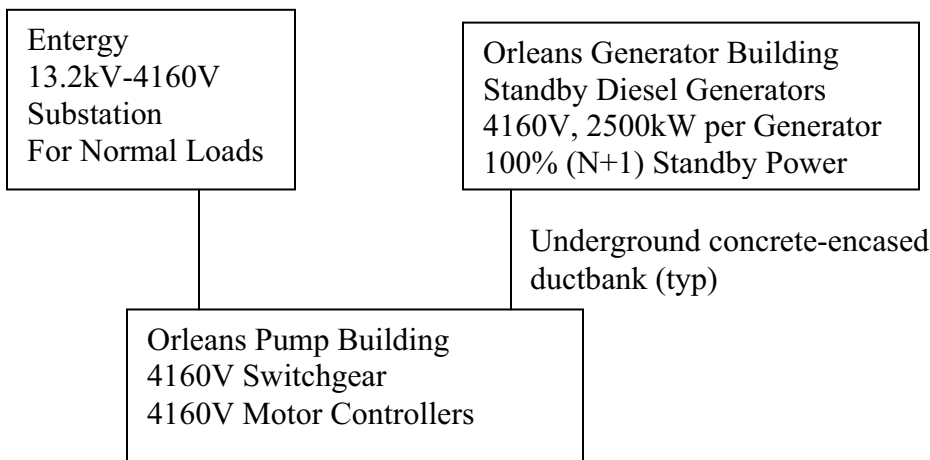 Entergy
13.2kV-4160V
Substation
For Normal Loads
Orleans Generator Building
Standby Diesel Generators
4160V, 2500kW per Generator
100% (N+1) Standby Power
Underground concrete-encased
ductbank (typ)
Orleans Pump Building
4160V Switchgear
4160V Motor Controllers